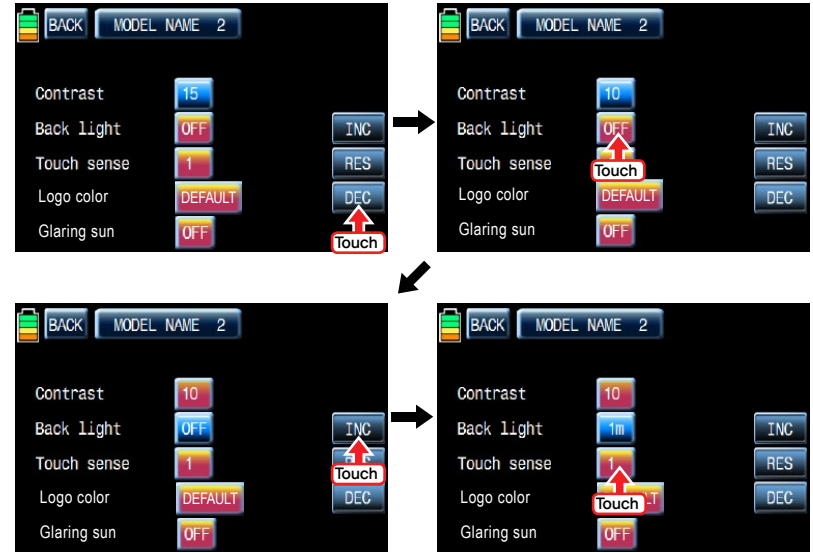 BACK MODEL NAME 2
Contrast 15
Back light OFF INC
Touch sense 1 RES
Logo color DEFAULT DEC
Glaring sun OFF Touch
BACK MODEL NAME 2
Contrast 10
Back light OFF INC
Touch sense Touch RES
Logo color DEFAULT DEC
Glaring sun OFF
BACK MODEL NAME 2
Contrast 10
Back light OFF INC
Touch sense 1 Touch
Logo color DEFAULT DEC
Glaring sun OFF
BACK MODEL NAME 2
Contrast 10
Back light 1m INC
Touch sense 1 RES
Logo color Touch LT DEC
Glaring sun OFF